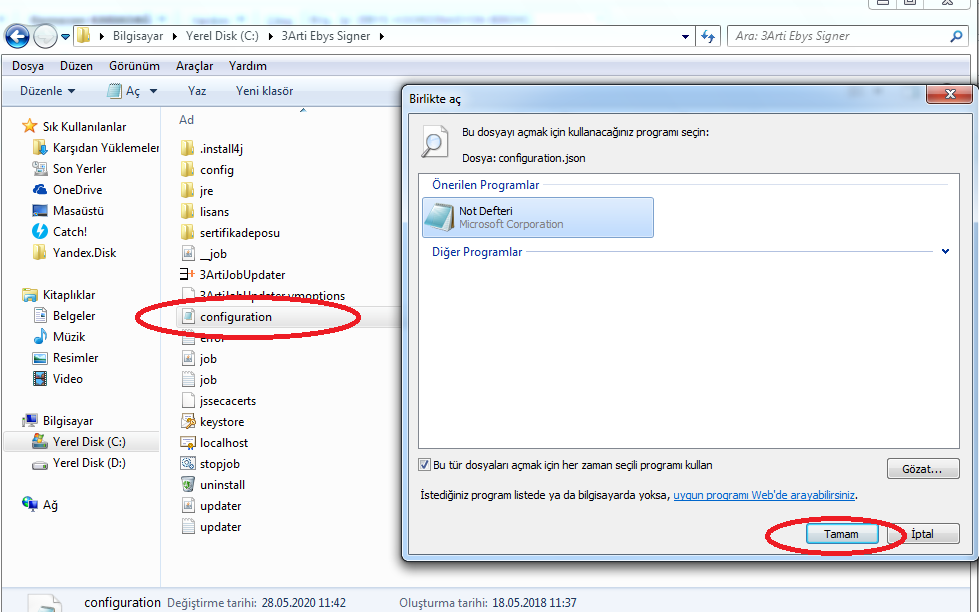 Bilgisayar
Yerel Disk (C:)
3Arti Ebys Signer
Ara: 3Arti Ebys Signer
Dosya Düzen Görünüm Araçlar Yardım
Düzenle Aç Yaz Yeni klasör
Sık Kullanılanlar
Karşıdan Yüklemeler
Son Yerler
OneDrive
Masaüstü
Catch!
Yandex.Disk
Kitaplıklar
Belgeler
Müzik
Resimler
Video
Bilgisayar
Yerel Disk (C:)
Yerel Disk (D:)
Ağ
Ad
.install4j
config
jre
lisans
sertifikadeposu
__job
3ArtiJobUpdater
3ArtiJobUpdater.vmoptions
configuration
error
job
job
jssecacerts
keystore
localhost
stopjob
uninstall
updater
updater
Birlikte aç
Bu dosyayı açmak için kullanacağınız programı seçin:
Dosya: configuration.json
Önerilen Programlar
Not Defteri
Microsoft Corporation
Diğer Programlar
Bu tür dosyaları açmak için her zaman seçili programı kullan
Gözat...
İstediğiniz program listede ya da bilgisayarda yoksa, uygun programı Web'de arayabilirsiniz.
Tamam
İptal
configuration Değiştirme tarihi: 28.05.2020 11:42 Oluşturma tarihi: 18.05.2018 11:37